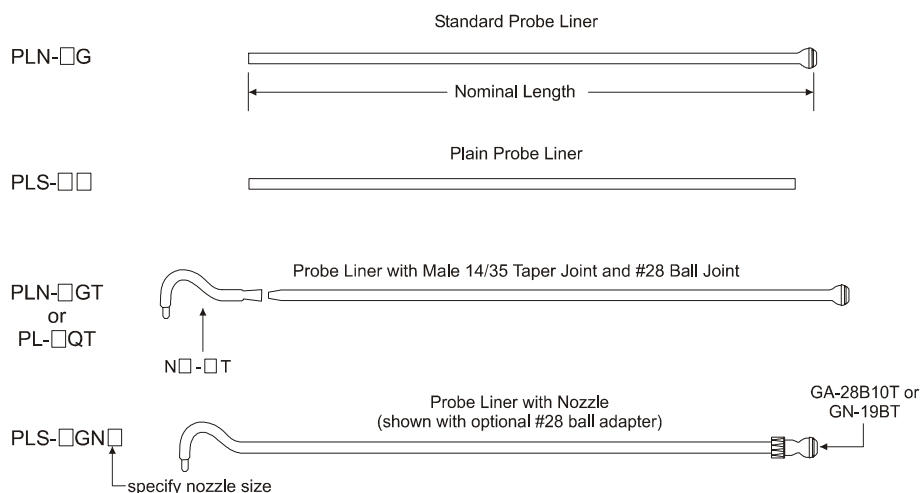 Standard Probe Liner
PLN-□G
Nominal Length
Plain Probe Liner
PLS-□□
Probe Liner with Male 14/35 Taper Joint and #28 Ball Joint
PLN-□GT
or
PL-□QT
N□-□T
Probe Liner with Nozzle
(shown with optional #28 ball adapter)
GA-28B10T or
GN-19BT
PLS-□GN□
specify nozzle size